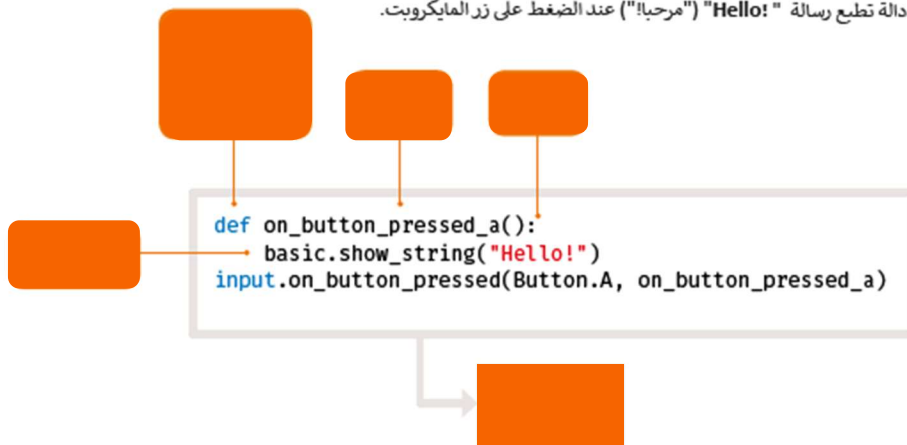 دالة تطبع رسالة " Hello! " ("مرحبا!") عند الضغط على زر المايكروبت.
def on_button_pressed_a():
basic.show_string("Hello!")
input.on_button_pressed(Button.A, on_button_pressed_a)